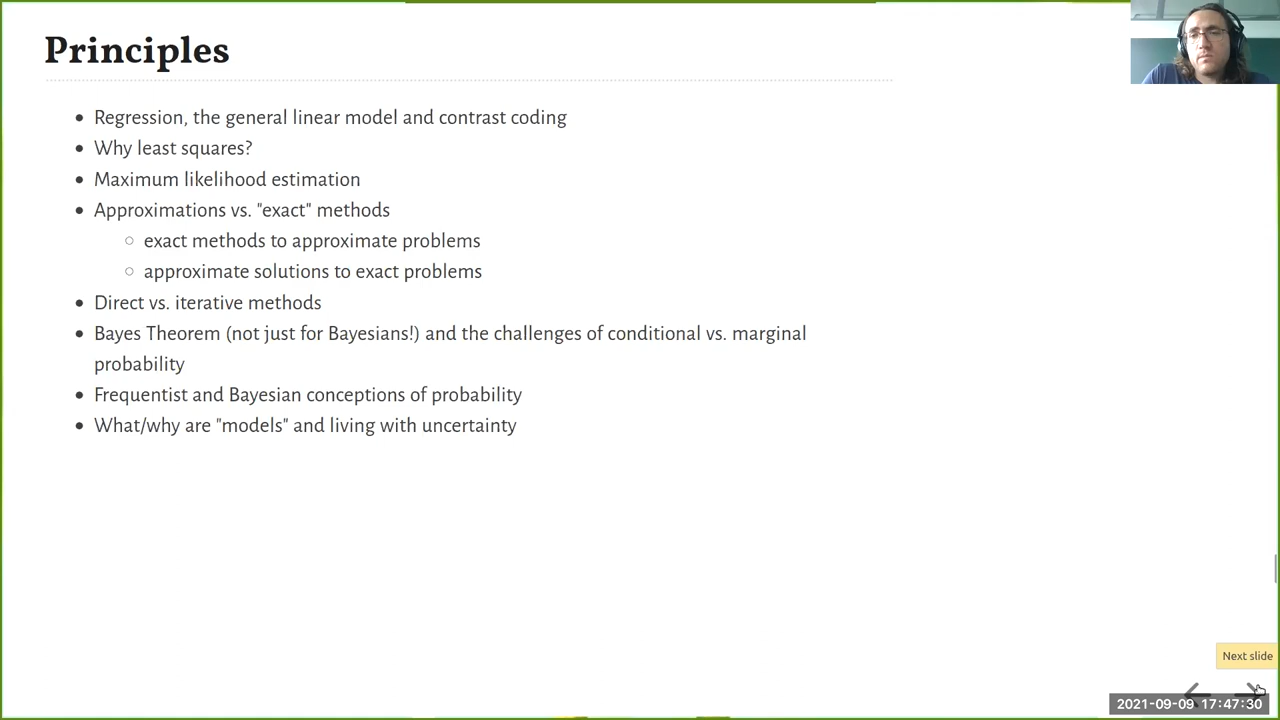 Principles
• Regression, the general linear model and contrast coding
• Why least squares?
• Maximum likelihood estimation
• Approximations vs. "exact" methods
○ exact methods to approximate problems
○ approximate solutions to exact problems
• Direct vs. iterative methods
• Bayes Theorem (not just for Bayesians!) and the challenges of conditional vs. marginal
probability
• Frequentist and Bayesian conceptions of probability
• What/why are "models" and living with uncertainty
Next slide
2021-09-09 17:47:30